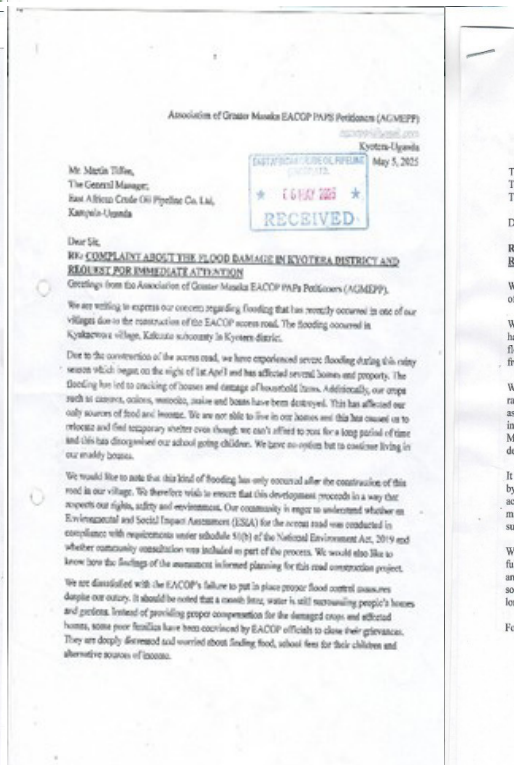 Association of Greater Masaka EACOP PAPS Petitioners (AGMEPP)
Kyotera-Uganda
May 5, 2025
EAST AFRICAN CRUDE OIL PIPELINE
06 MAY 2025
RECEIVED
Mr. Martin Tiffen,
The General Manager,
East African Crude Oil Pipeline Co. Ltd,
Kampala-Uganda
Dear Sir,
RE: COMPLAINT ABOUT THE FLOOD DAMAGE IN KYOTERA DISTRICT AND
REQUEST FOR IMMEDIATE ATTENTION
Greetings from the Association of Greater Masaka EACOP PAPs Petitioners (AGMEPP).
We are writing to express our concern regarding flooding that has recently occurred in one of our
villages due to the construction of the EACOP access road. The flooding occurred in
village, subcounty in Kyotera district.
Due to the construction of the access road, we have experienced severe flooding during this rainy
season which began on the night of 1st April and has affected several homes and property. The
flooding has led to cracking of houses and damage of household items. Additionally, our crops
such as cassava, onions, maize and beans have been destroyed. This has affected our
only sources of food and income. We are not able to live in our homes and this has caused us to
relocate and find temporary shelter even though we can't afford to pay for a long period of time
and this has disorganised our school going children. We have no option but to continue living in
our muddy houses.
We would like to note that this kind of flooding has only occurred after the construction of this
road in our village. We therefore wish to ensure that this development proceeds in a way that
respects our rights, safety and environment. Our community is eager to understand whether an
Environmental and Social Impact Assessment (ESIA) for the access road was conducted in
compliance with requirements under schedule of the National Environment Act, 2019 and
whether community consultation was included as part of the process. We would also like to
know how the findings of the assessment informed planning for this road construction project.
We are dissatisfied with the EACOP's failure to put in place proper flood control measures
despite our outcry. It should be noted that a month later, water is still surrounding people's homes
and gardens. Instead of providing proper compensation for the damaged crops and affected
homes, some poor families have been convinced by EACOP officials to close their grievances.
They are deeply distressed and worried about finding food, school fees for their children and
alternative sources of income.